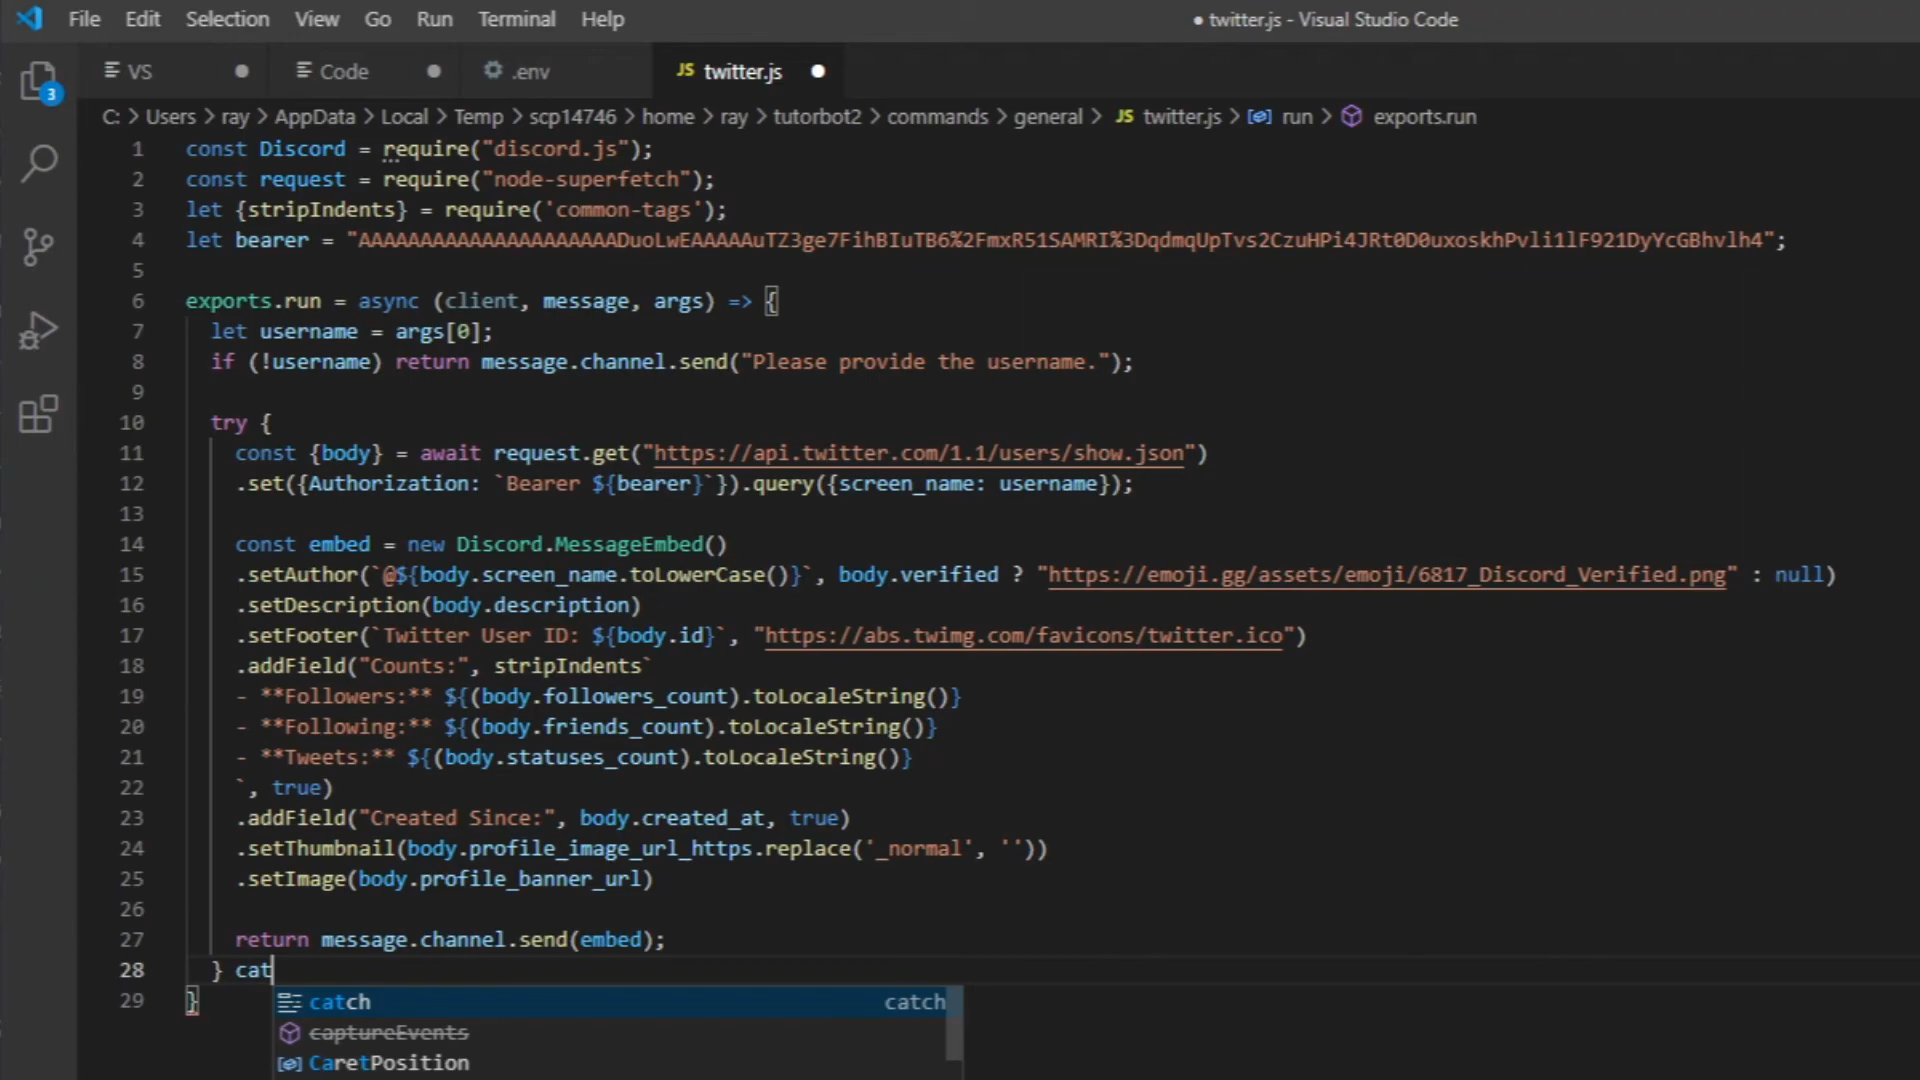 File Edit Selection View Go Run Terminal Help ● twitter.js - Visual Studio Code
VS ● Code ● .env JS twitter.js ●
3
C: > Users > ray > AppData > Local > Temp > scp14746 > home > ray > tutorbot2 > commands > general > JS twitter.js > run > exports.run
1 const Discord = require("discord.js");
2 const request = require("node-superfetch");
3 let {stripIndents} = require('common-tags');
4 let bearer = "AAAAAAAAAAAAAAAAAAAAADuoLwEAAAAAuTZ3ge7FihBIuTB6%2FmxR51SAMRI%3DqdmqUpTvs2CzuHPi4JRt0D0uxoskhPvli1lF921DyYcGBhvlh4";
5
6 exports.run = async (client, message, args) => {
7 let username = args[0];
8 if (!username) return message.channel.send("Please provide the username.");
9
10 try {
11 const {body} = await request.get("https://api.twitter.com/1.1/users/show.json")
12 .set({Authorization: `Bearer ${bearer}`}).query({screen_name: username});
13
14 const embed = new Discord.MessageEmbed()
15 .setAuthor(`@${body.screen_name.toLowerCase()}`, body.verified ? "https://emoji.gg/assets/emoji/6817_Discord_Verified.png" : null)
16 .setDescription(body.description)
17 .setFooter(`Twitter User ID: ${body.id}`, "https://abs.twimg.com/favicons/twitter.ico")
18 .addField("Counts:", stripIndents`
19 - **Followers:** ${(body.followers_count).toLocaleString()}
20 - **Following:** ${(body.friends_count).toLocaleString()}
21 - **Tweets:** ${(body.statuses_count).toLocaleString()}
22 `, true)
23 .addField("Created Since:", body.created_at, true)
24 .setThumbnail(body.profile_image_url_https.replace('_normal', ''))
25 .setImage(body.profile_banner_url)
26
27 return message.channel.send(embed);
28 } cat
29 }
catch catch
captureEvents
CaretPosition